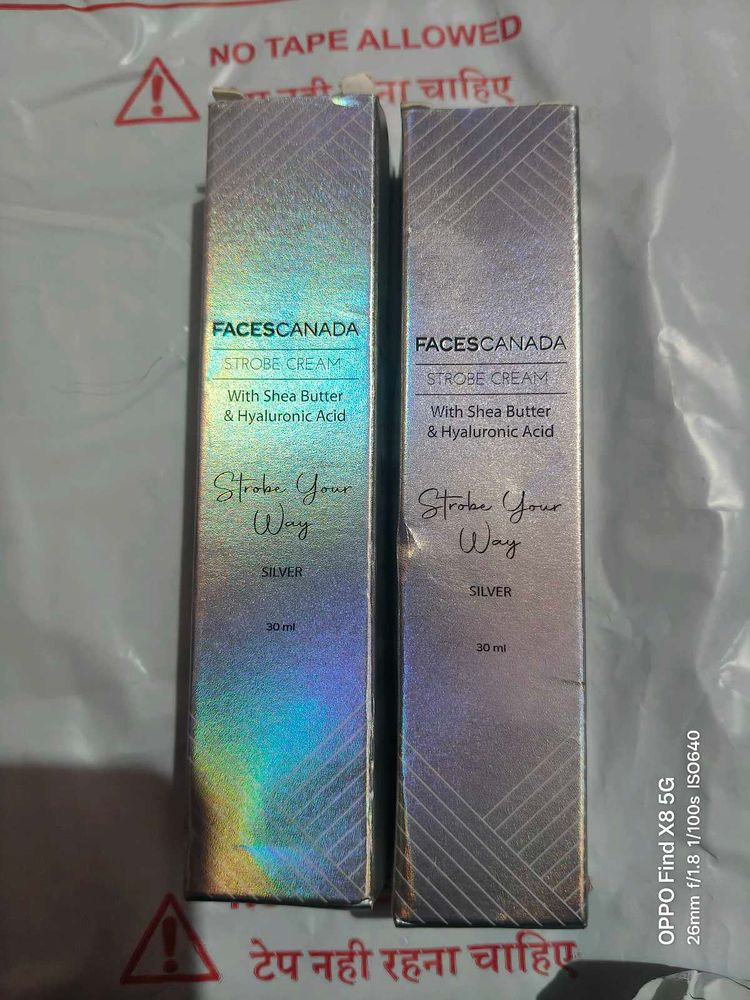 NO TAPE ALLOWED
नहीं रहना चाहिए
FACESCANADA
STROBE CREAM
With Shea Butter
& Hyaluronic Acid
Strobe Your
Way
SILVER
30 ml
FACESCANADA
STROBE CREAM
With Shea Butter
& Hyaluronic Acid
Strobe Your
Way
SILVER
30 ml
टेप नही रहना चाहिए
OPPO Find X8 5G
26mm f/1.8 1/100s ISO640